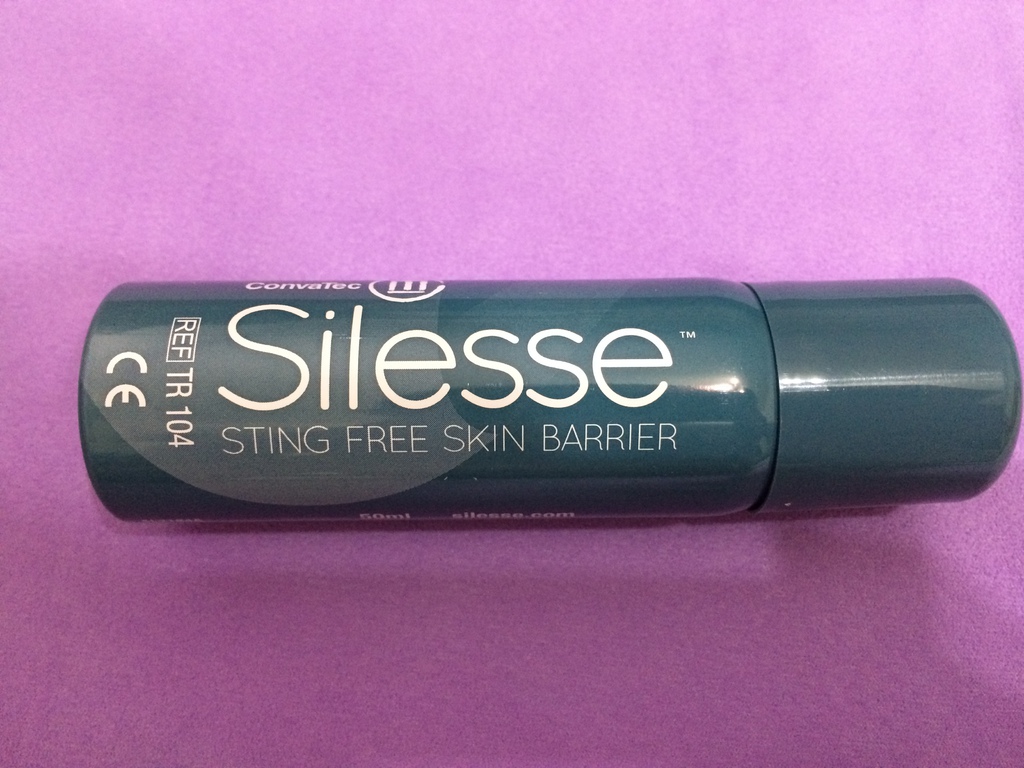 ConvaTec
Silesse™
STING FREE SKIN BARRIER
50ml silesse.com
REF TR 104
CE